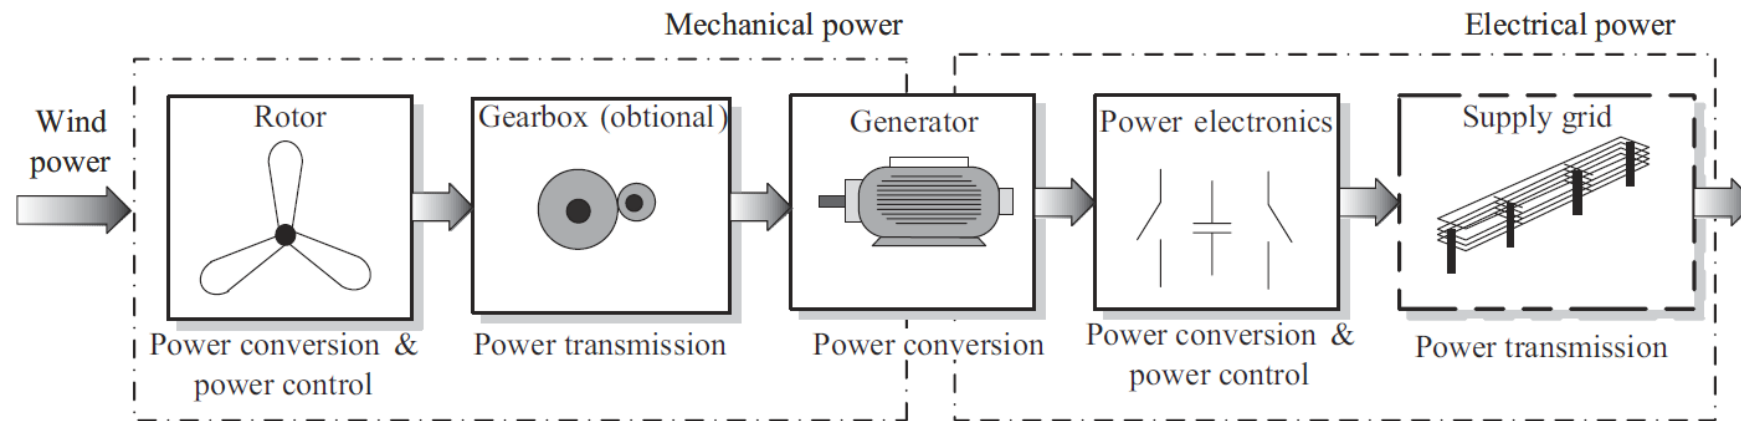 Mechanical power
Electrical power
Wind
power
Rotor
Gearbox (obtional)
Generator
Power electronics
Supply grid
Power conversion &
power control
Power transmission
Power conversion
Power conversion &
power control
Power transmission